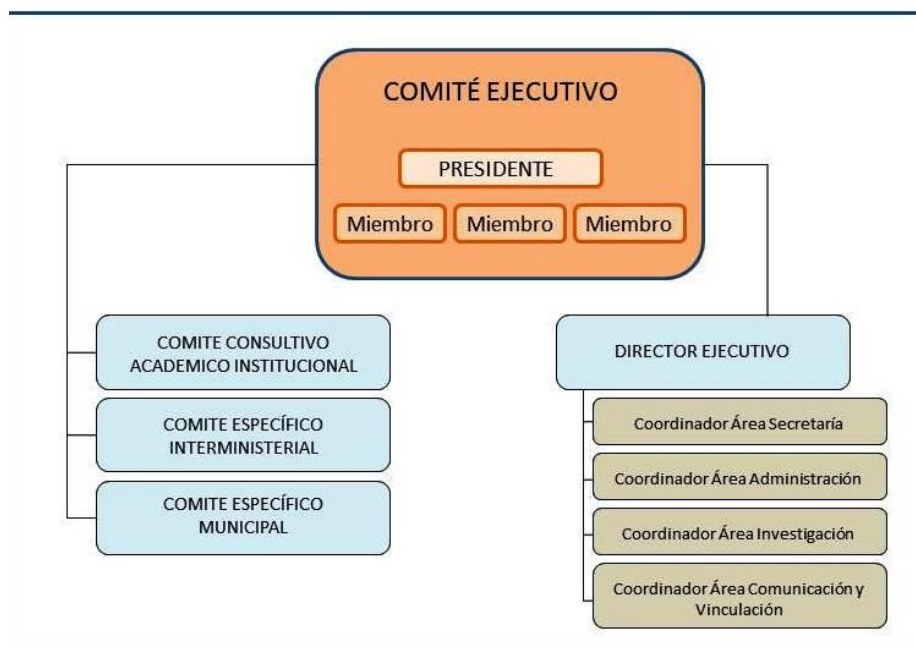 COMITÉ EJECUTIVO
PRESIDENTE
Miembro
Miembro
Miembro
COMITE CONSULTIVO
ACADEMICO INSTITUCIONAL
COMITE ESPECÍFICO
INTERMINISTERIAL
COMITE ESPECÍFICO
MUNICIPAL
DIRECTOR EJECUTIVO
Coordinador Área Secretaría
Coordinador Área Administración
Coordinador Área Investigación
Coordinador Área Comunicación y
Vinculación